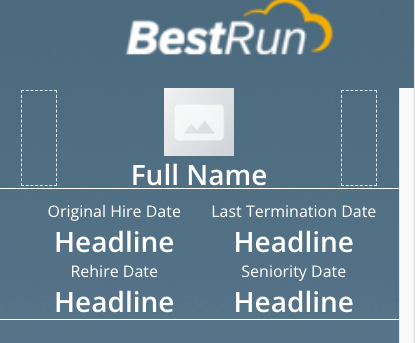 BestRun
Full Name
Original Hire Date Last Termination Date
Headline Headline
Rehire Date Seniority Date
Headline Headline